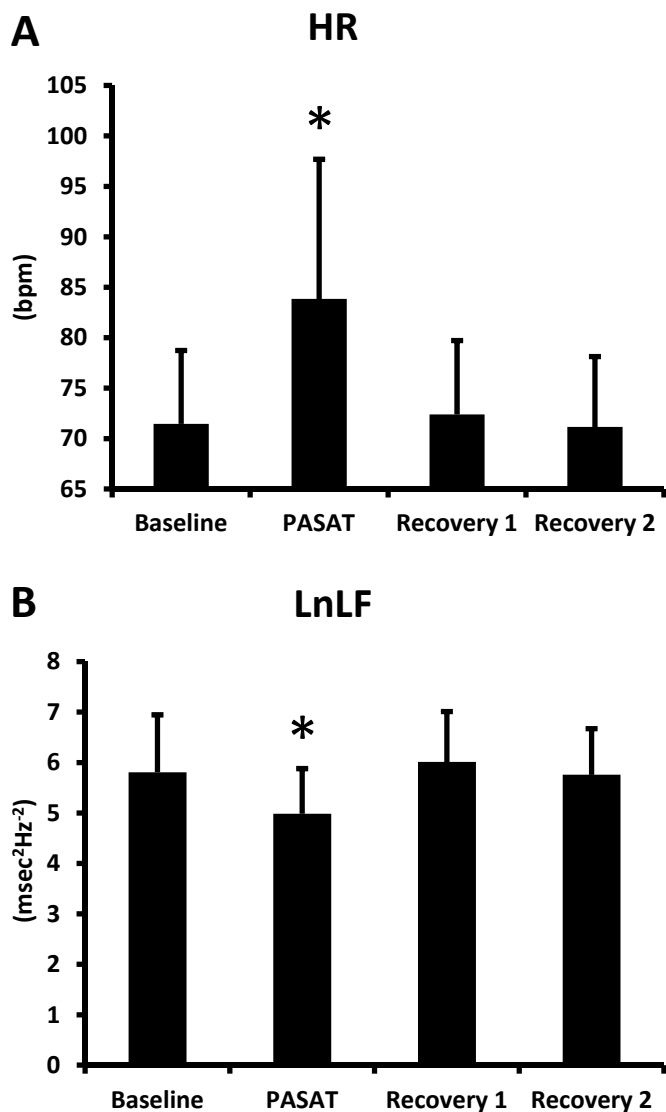 A
HR
105
100
95
90
85
80
75
70
65
(bpm)
*
Baseline PASAT Recovery 1 Recovery 2
B
LnLF
8
7
6
5
4
3
2
1
0
(msec²Hz⁻²)
*
Baseline PASAT Recovery 1 Recovery 2